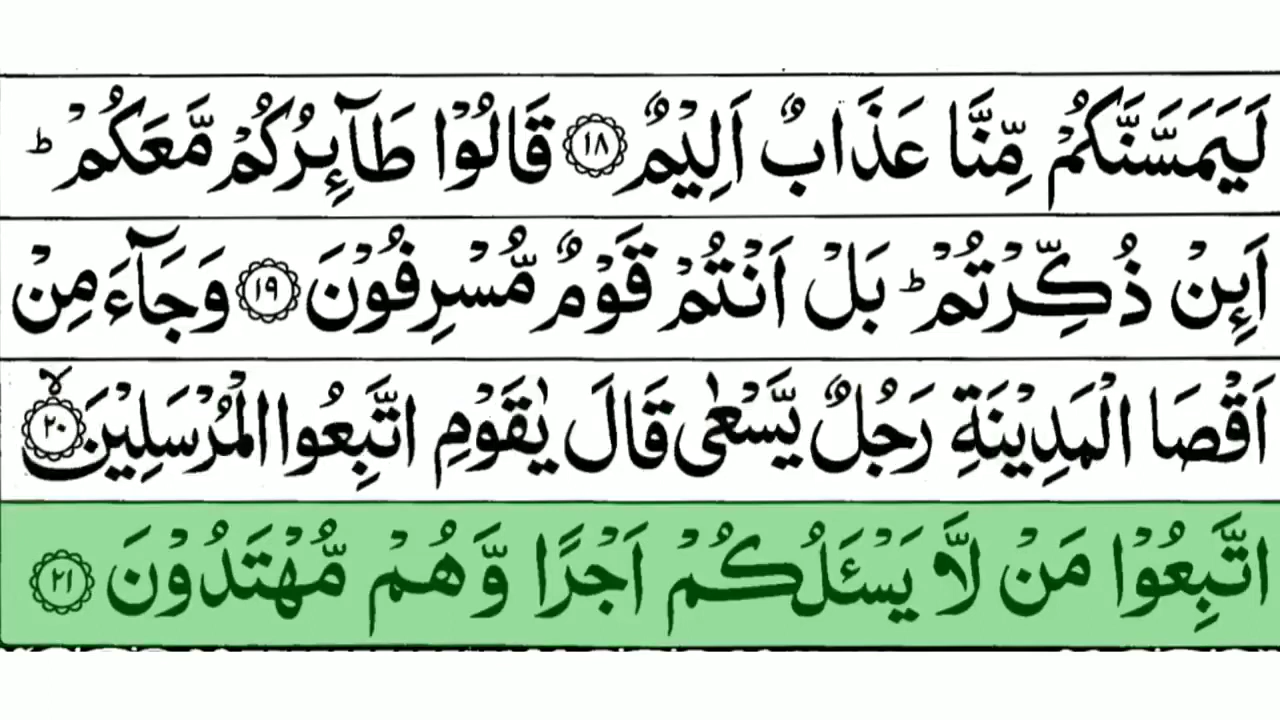 لَيَمَسَّنَّكُمْ مِّنَّا عَذَابٌ اَلِيْمٌ ۝۱۸ قَالُوْا طَآئِرُكُمْ مَّعَكُمْ ؕ
اَئِنْ ذُكِّرْتُمْ ؕ بَلْ اَنْتُمْ قَوْمٌ مُّسْرِفُوْنَ ۝۱۹ وَجَآءَ مِنْ
اَقْصَا الْمَدِيْنَةِ رَجُلٌ يَّسْعٰى قَالَ يٰقَوْمِ اتَّبِعُوا الْمُرْسَلِيْنَ ۝۲۰ ۙ
اتَّبِعُوْا مَنْ لَّا يَسْـَٔلُكُمْ اَجْرًا وَّهُمْ مُّهْتَدُوْنَ ۝۲۱